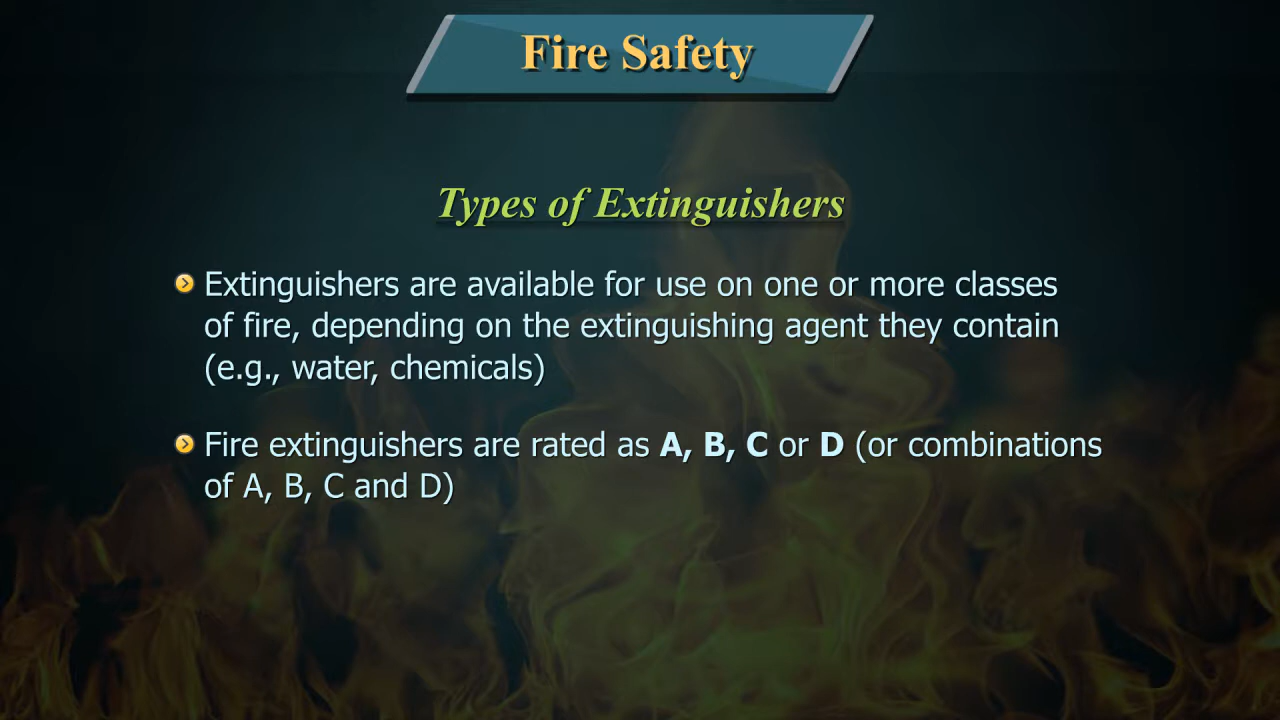 Fire Safety
Types of Extinguishers
Extinguishers are available for use on one or more classes
of fire, depending on the extinguishing agent they contain
(e.g., water, chemicals)
Fire extinguishers are rated as A, B, C or D (or combinations
of A, B, C and D)